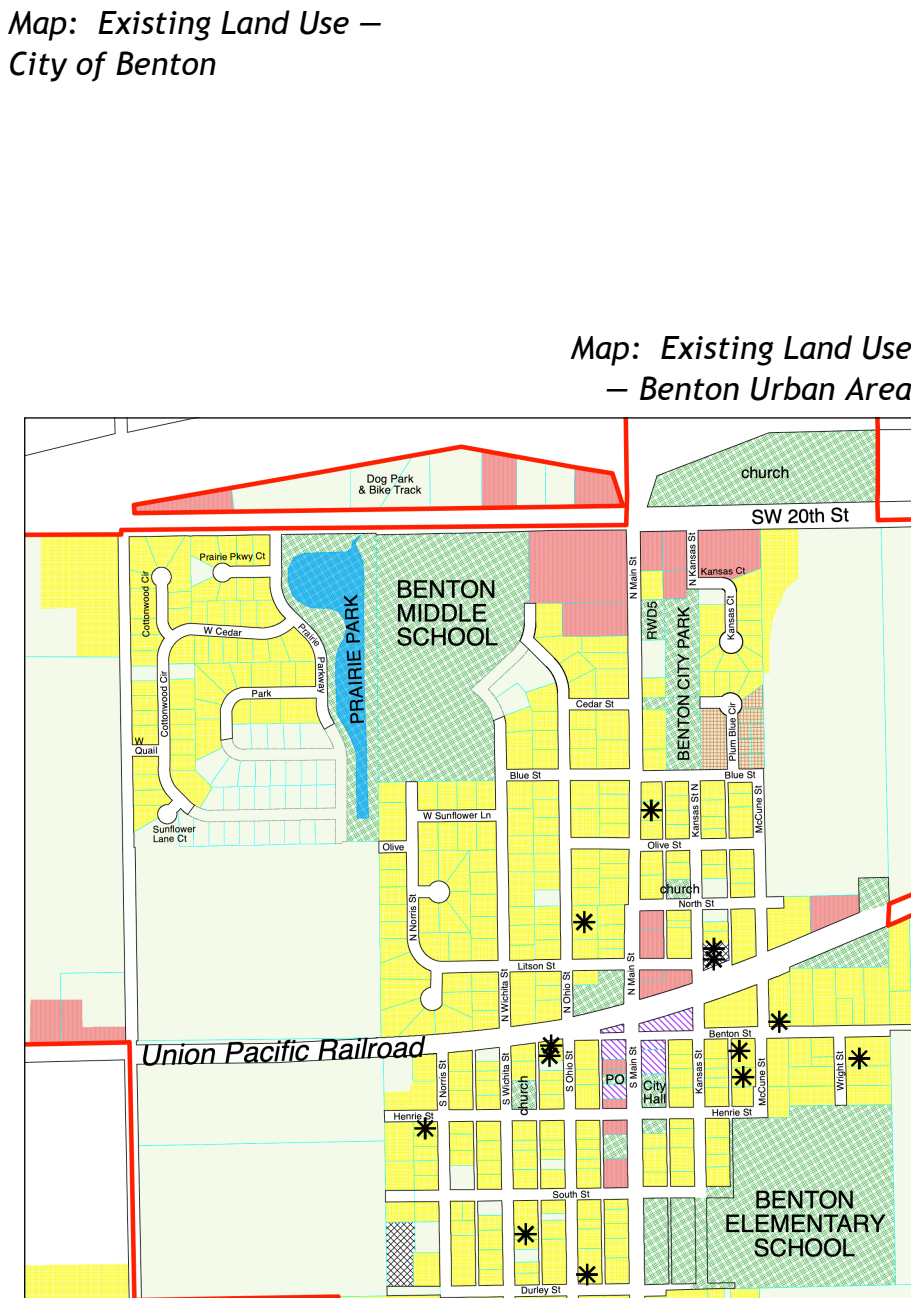 Map:  Existing Land Use —
City of Benton
Map:  Existing Land Use
— Benton Urban Area
Dog Park
& Bike Track
church
SW 20th St
Prairie Pkwy Ct
Cottonwood Cir
W Cedar
Prairie
Parkway
PRAIRIE PARK
BENTON
MIDDLE
SCHOOL
N Main St
N Kansas St
Kansas Ct
Kansas Ct
RWD5
BENTON CITY PARK
Park
Cottonwood Cir
Cedar St
Plum Blue Cir
W
Quail
Blue St
Blue St
Sunflower
Lane Ct
W Sunflower Ln
Kansas St N
McCune St
Olive
Olive St
church
North St
N Norris St
Litson St
N Wichita St
N Ohio St
N Main St
Union Pacific Railroad
Benton St
S Norris St
S Wichita St
church
S Ohio St
PO
S Main St
City
Hall
Kansas St
McCune St
Wright St
Henrie St
Henrie St
South St
BENTON
ELEMENTARY
SCHOOL
Durley St